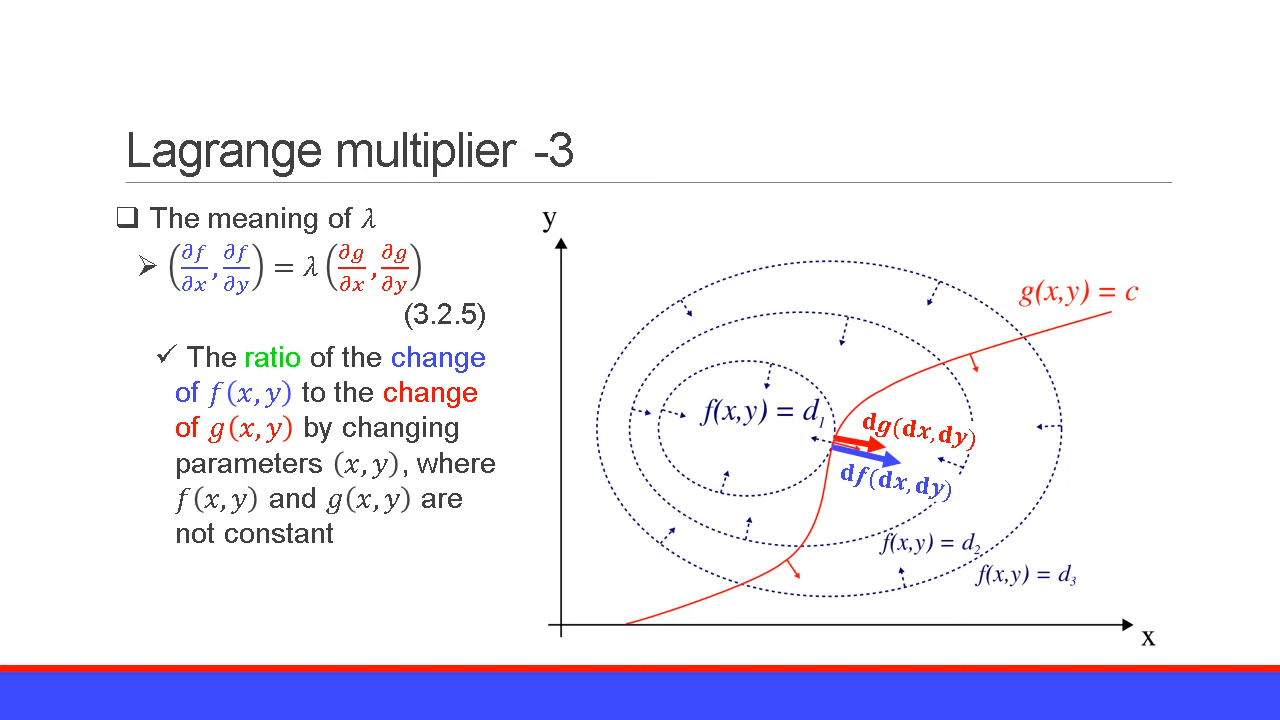 Lagrange multiplier -3
❑ The meaning of λ
➢ (∂f/∂x, ∂f/∂y) = λ (∂g/∂x, ∂g/∂y)
(3.2.5)
✓ The ratio of the change
of f(x, y) to the change
of g(x, y) by changing
parameters (x, y), where
f(x, y) and g(x, y) are
not constant
y
g(x,y) = c
f(x,y) = d₁
dg(dx,dy)
df(dx,dy)
f(x,y) = d₂
f(x,y) = d₃
x